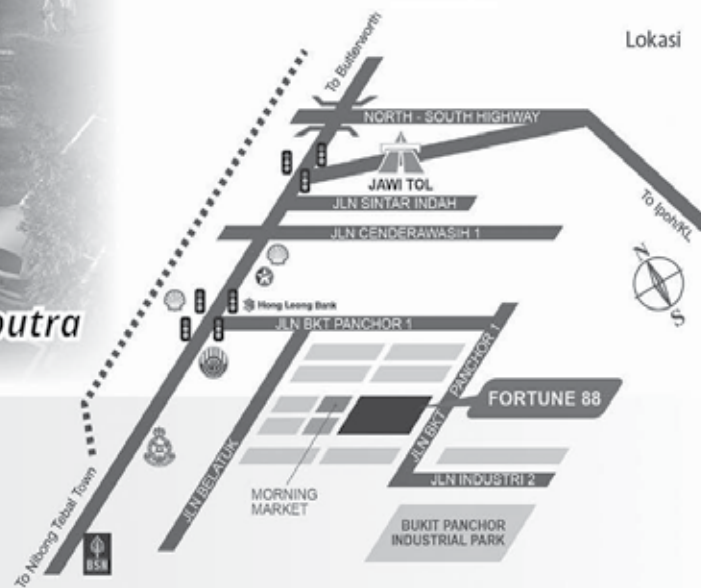 Lokasi
To Butterworth
NORTH - SOUTH HIGHWAY
JAWI TOL
JLN SINTAR INDAH
JLN CENDERAWASIH 1
To Ipoh/KL
N
S
Hong Leong Bank
putra
JLN BKT PANCHOR 1
JLN BKT PANCHOR 1
FORTUNE 88
JLN BELATUK
MORNING
MARKET
JLN INDUSTRI 2
BUKIT PANCHOR
INDUSTRIAL PARK
To Nibong Tebal Town
BSN